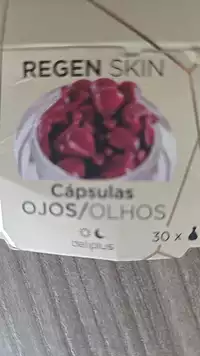 REGEN SKIN
Cápsulas
OJOS/OLHOS
deliplus
30 x